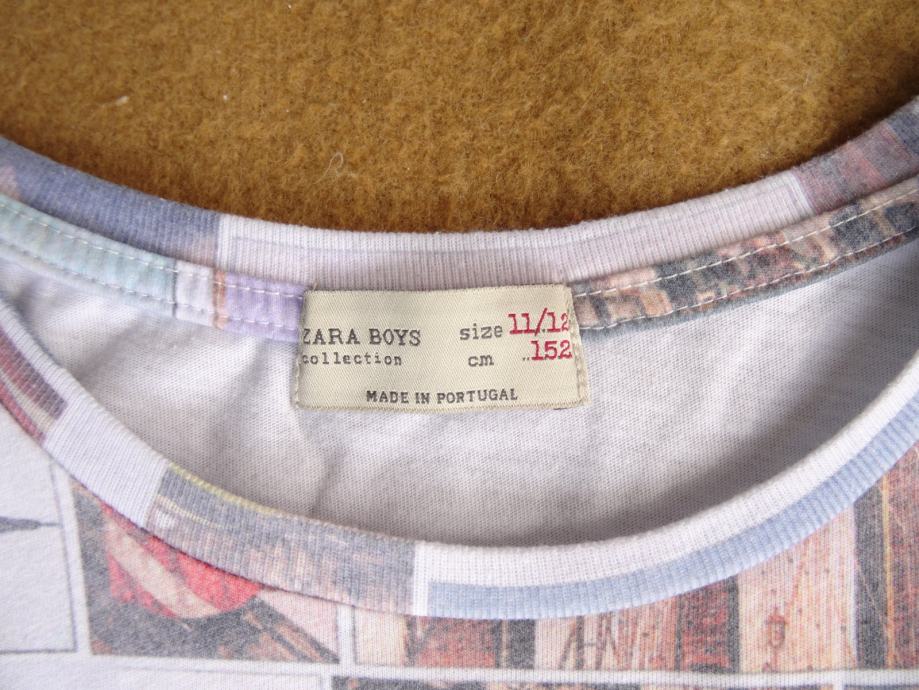 ZARA BOYS size 11/12
collection cm 152
MADE IN PORTUGAL